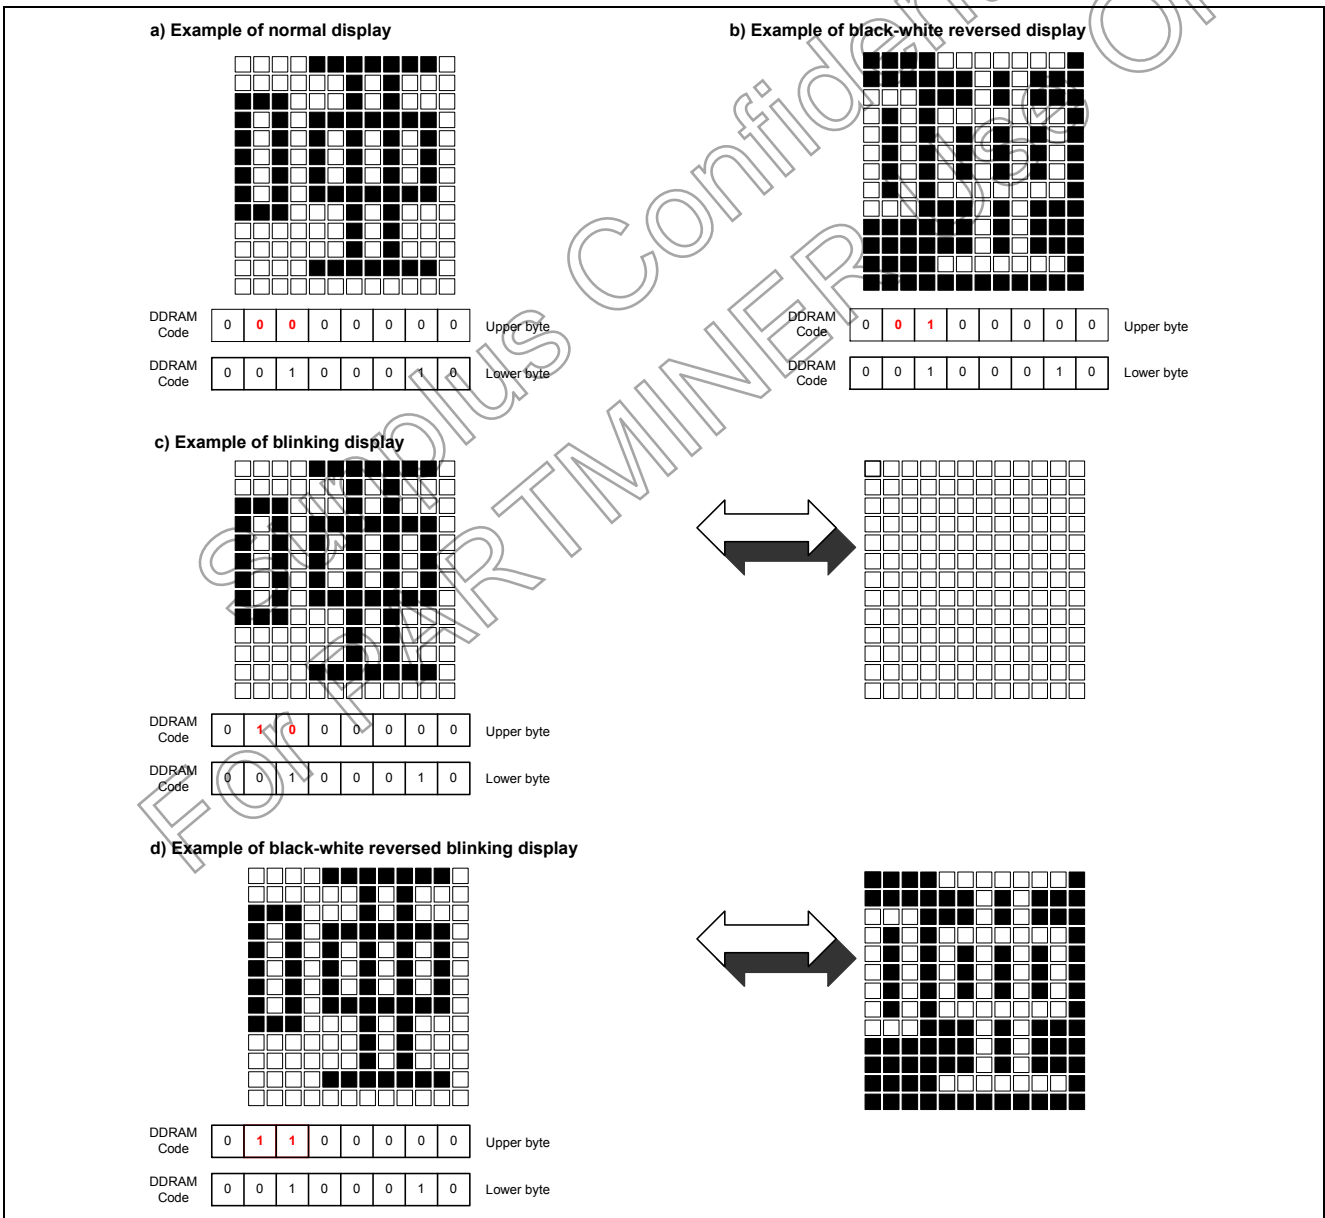 a) Example of normal display
b) Example of black-white reversed display
DDRAM Code 0 0 0 0 0 0 0 0 Upper byte
DDRAM Code 0 0 1 0 0 0 1 0 Lower byte
DDRAM Code 0 0 1 0 0 0 0 0 Upper byte
DDRAM Code 0 0 1 0 0 0 1 0 Lower byte
c) Example of blinking display
DDRAM Code 0 1 0 0 0 0 0 0 Upper byte
DDRAM Code 0 0 1 0 0 0 1 0 Lower byte
d) Example of black-white reversed blinking display
DDRAM Code 0 1 1 0 0 0 0 0 Upper byte
DDRAM Code 0 0 1 0 0 0 1 0 Lower byte
Sunplus
For PARTMINER Use